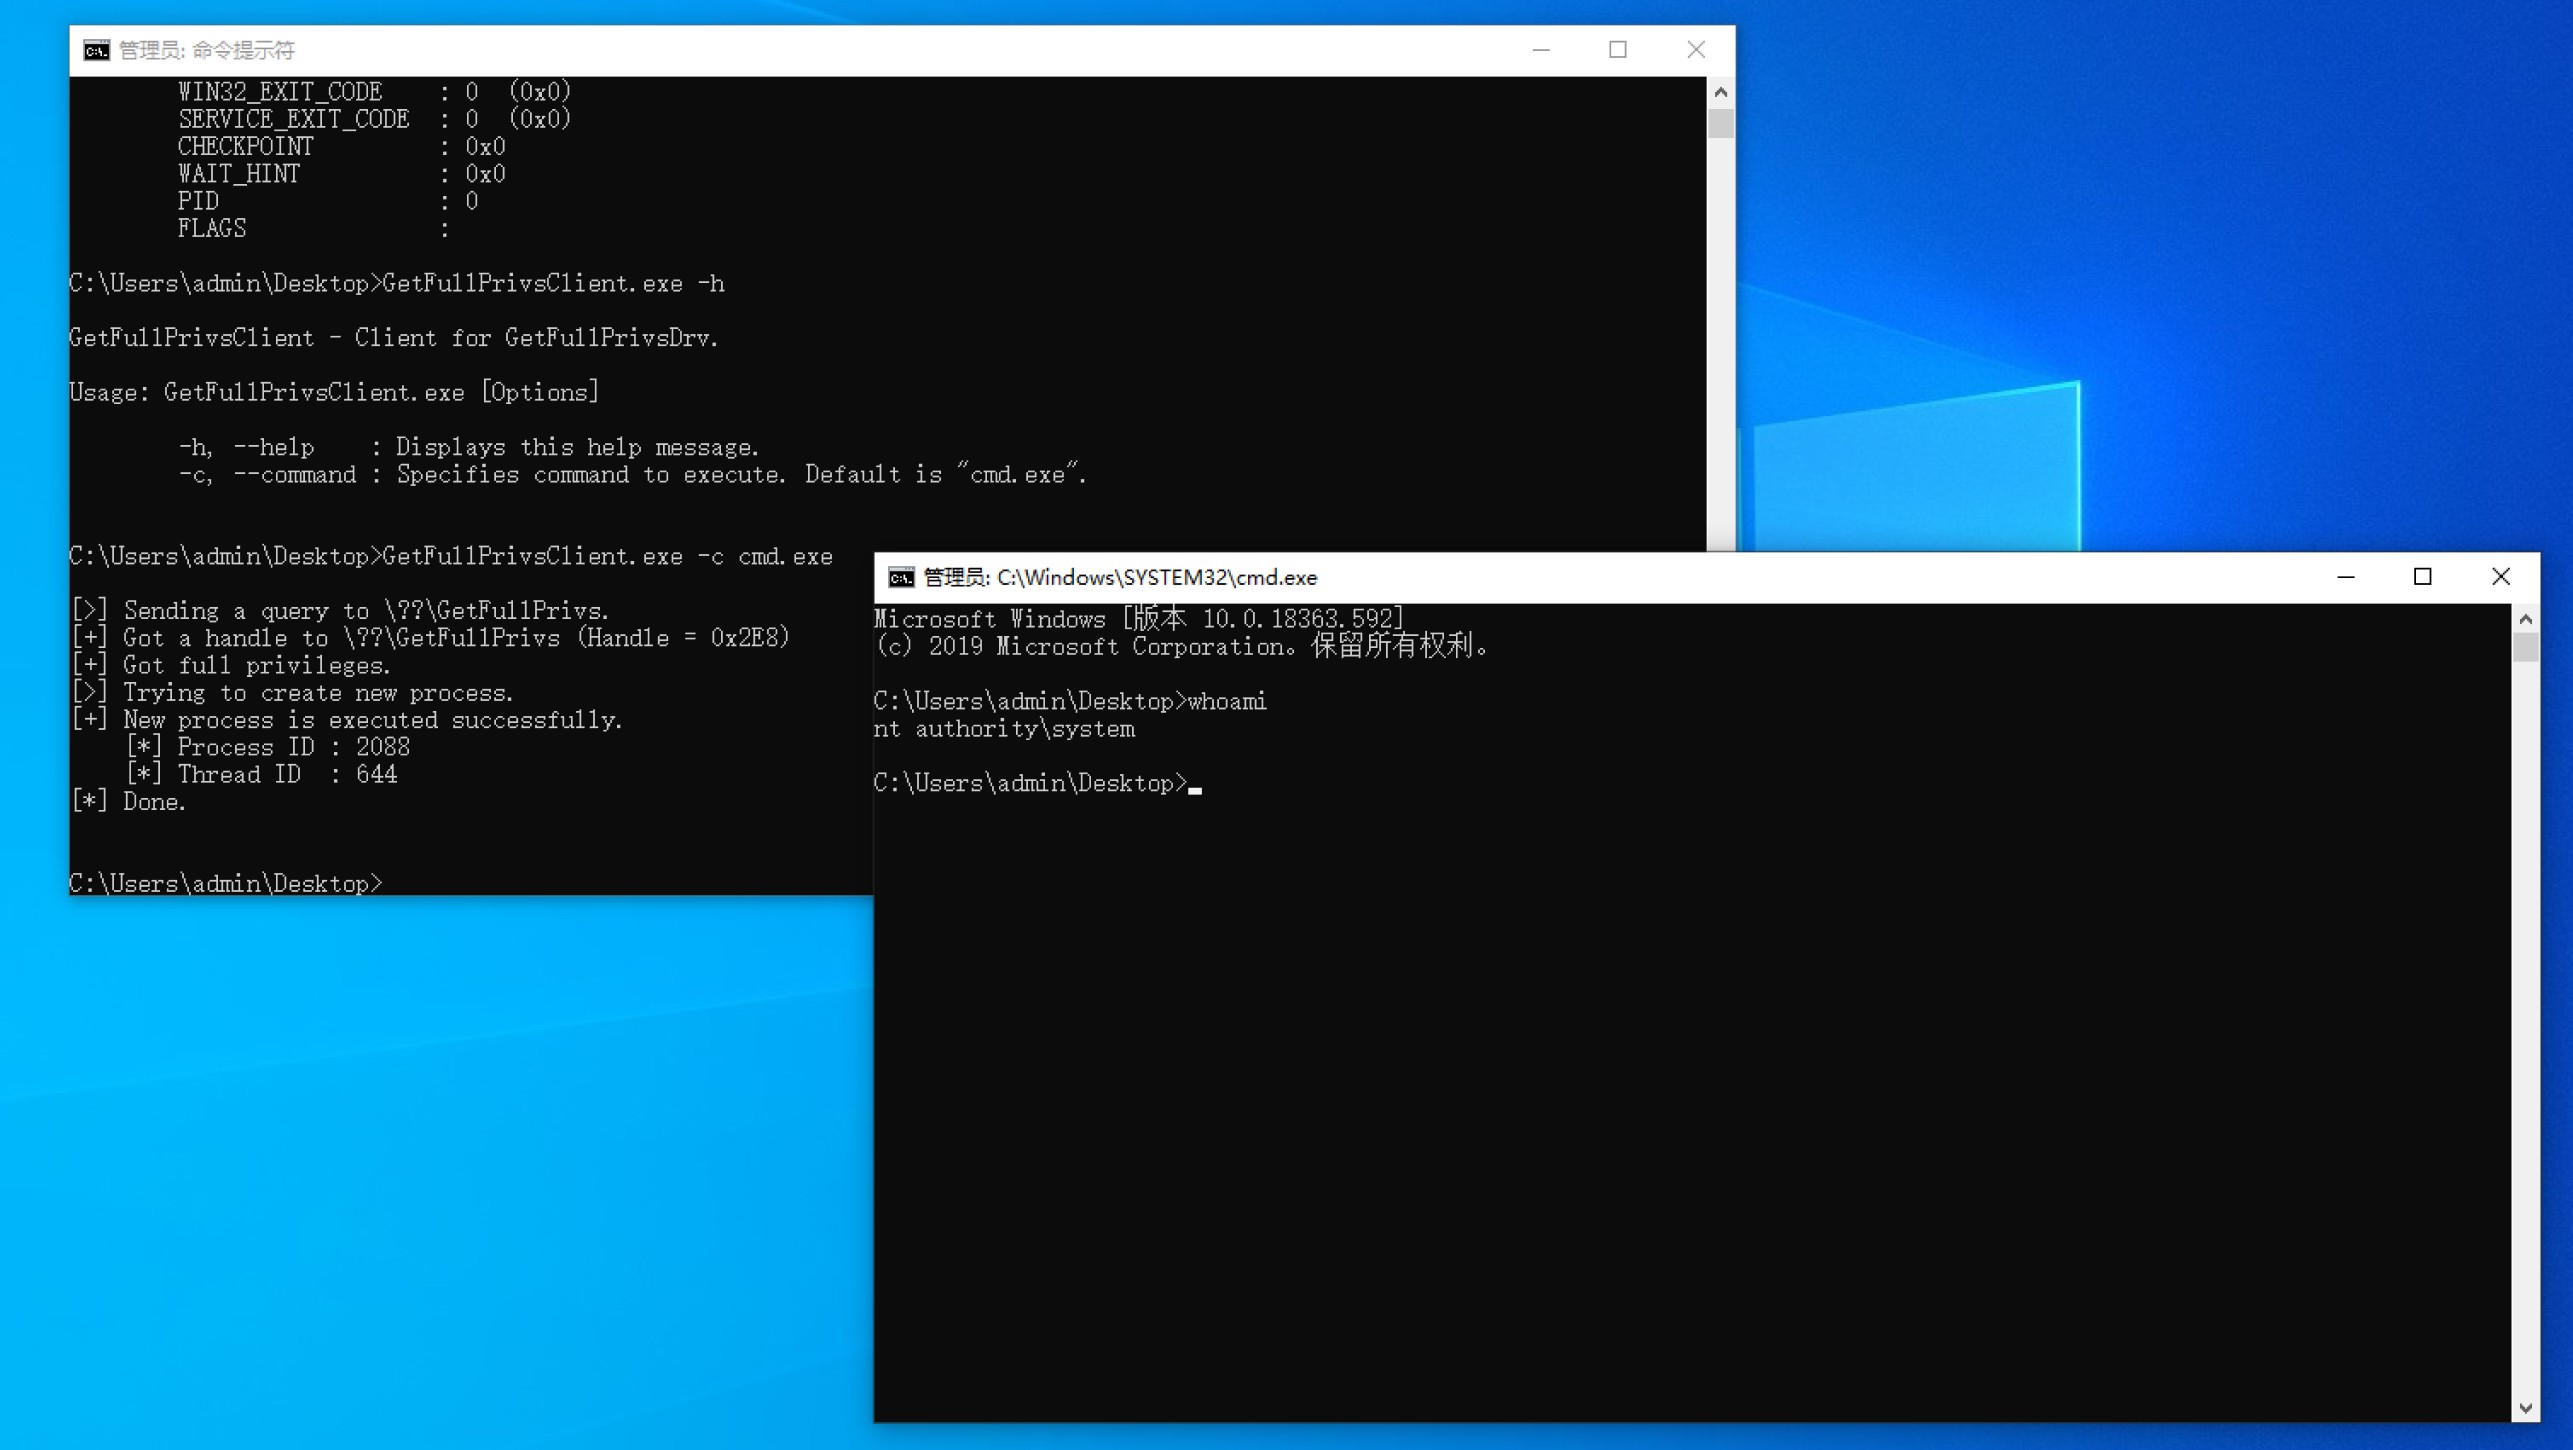 管理员: 命令提示符
WIN32_EXIT_CODE    : 0  (0x0)
SERVICE_EXIT_CODE  : 0  (0x0)
CHECKPOINT         : 0x0
WAIT_HINT          : 0x0
PID                : 0
FLAGS              :
C:\Users\admin\Desktop>GetFullPrivsClient.exe -h
GetFullPrivsClient - Client for GetFullPrivsDrv.
Usage: GetFullPrivsClient.exe [Options]
-h, --help    : Displays this help message.
-c, --command : Specifies command to execute. Default is "cmd.exe".
C:\Users\admin\Desktop>GetFullPrivsClient.exe -c cmd.exe
[>] Sending a query to \??\GetFullPrivs.
[+] Got a handle to \??\GetFullPrivs (Handle = 0x2E8)
[+] Got full privileges.
[>] Trying to create new process.
[+] New process is executed successfully.
[*] Process ID : 2088
[*] Thread ID  : 644
[*] Done.
C:\Users\admin\Desktop>
管理员: C:\Windows\SYSTEM32\cmd.exe
Microsoft Windows [版本 10.0.18363.592]
(c) 2019 Microsoft Corporation。保留所有权利。
C:\Users\admin\Desktop>whoami
nt authority\system
C:\Users\admin\Desktop>